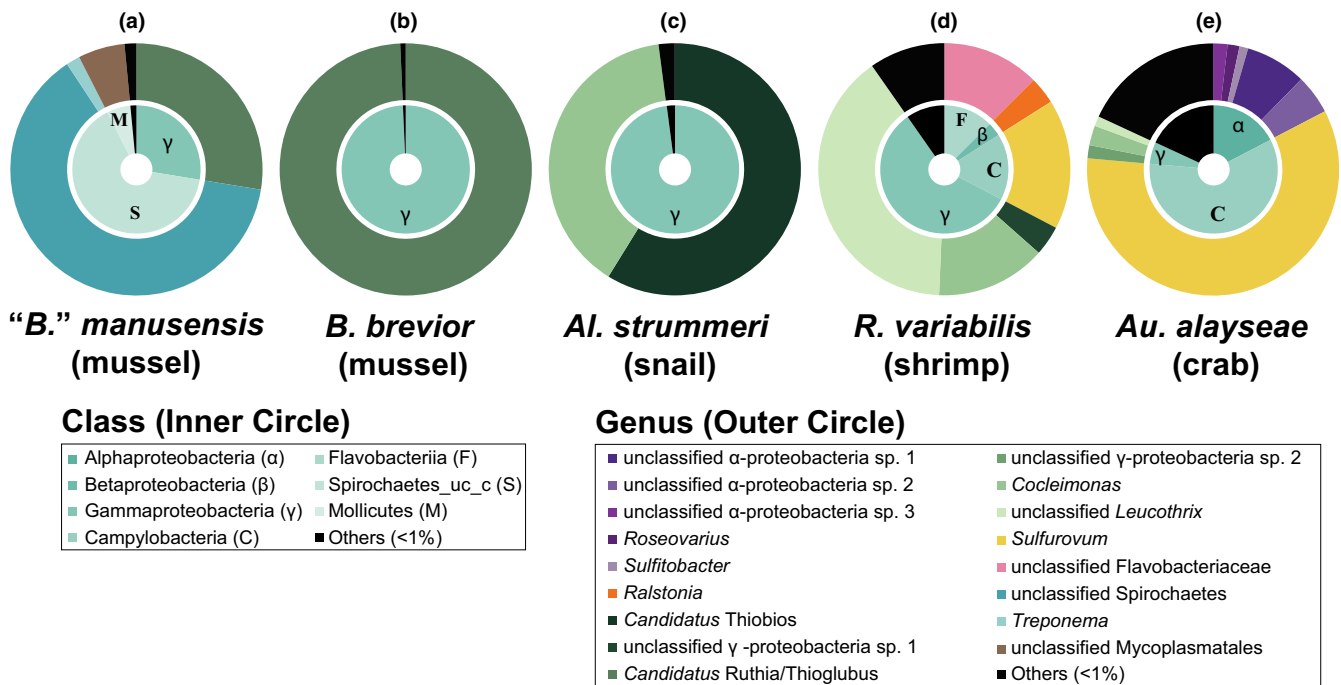 (a) (b) (c) (d) (e)
M γ S
γ
γ
F β C γ
α γ C
“B.” manusensis (mussel)
B. brevior (mussel)
Al. strummeri (snail)
R. variabilis (shrimp)
Au. alayseae (crab)
Class (Inner Circle)
Alphaproteobacteria (α)
Betaproteobacteria (β)
Gammaproteobacteria (γ)
Campylobacteria (C)
Flavobacteriia (F)
Spirochaetes_uc_c (S)
Mollicutes (M)
Others (<1%)
Genus (Outer Circle)
unclassified α-proteobacteria sp. 1
unclassified α-proteobacteria sp. 2
unclassified α-proteobacteria sp. 3
Roseovarius
Sulfitobacter
Ralstonia
Candidatus Thiobios
unclassified γ -proteobacteria sp. 1
Candidatus Ruthia/Thioglubus
unclassified γ-proteobacteria sp. 2
Cocleimonas
unclassified Leucothrix
Sulfurovum
unclassified Flavobacteriaceae
unclassified Spirochaetes
Treponema
unclassified Mycoplasmatales
Others (<1%)